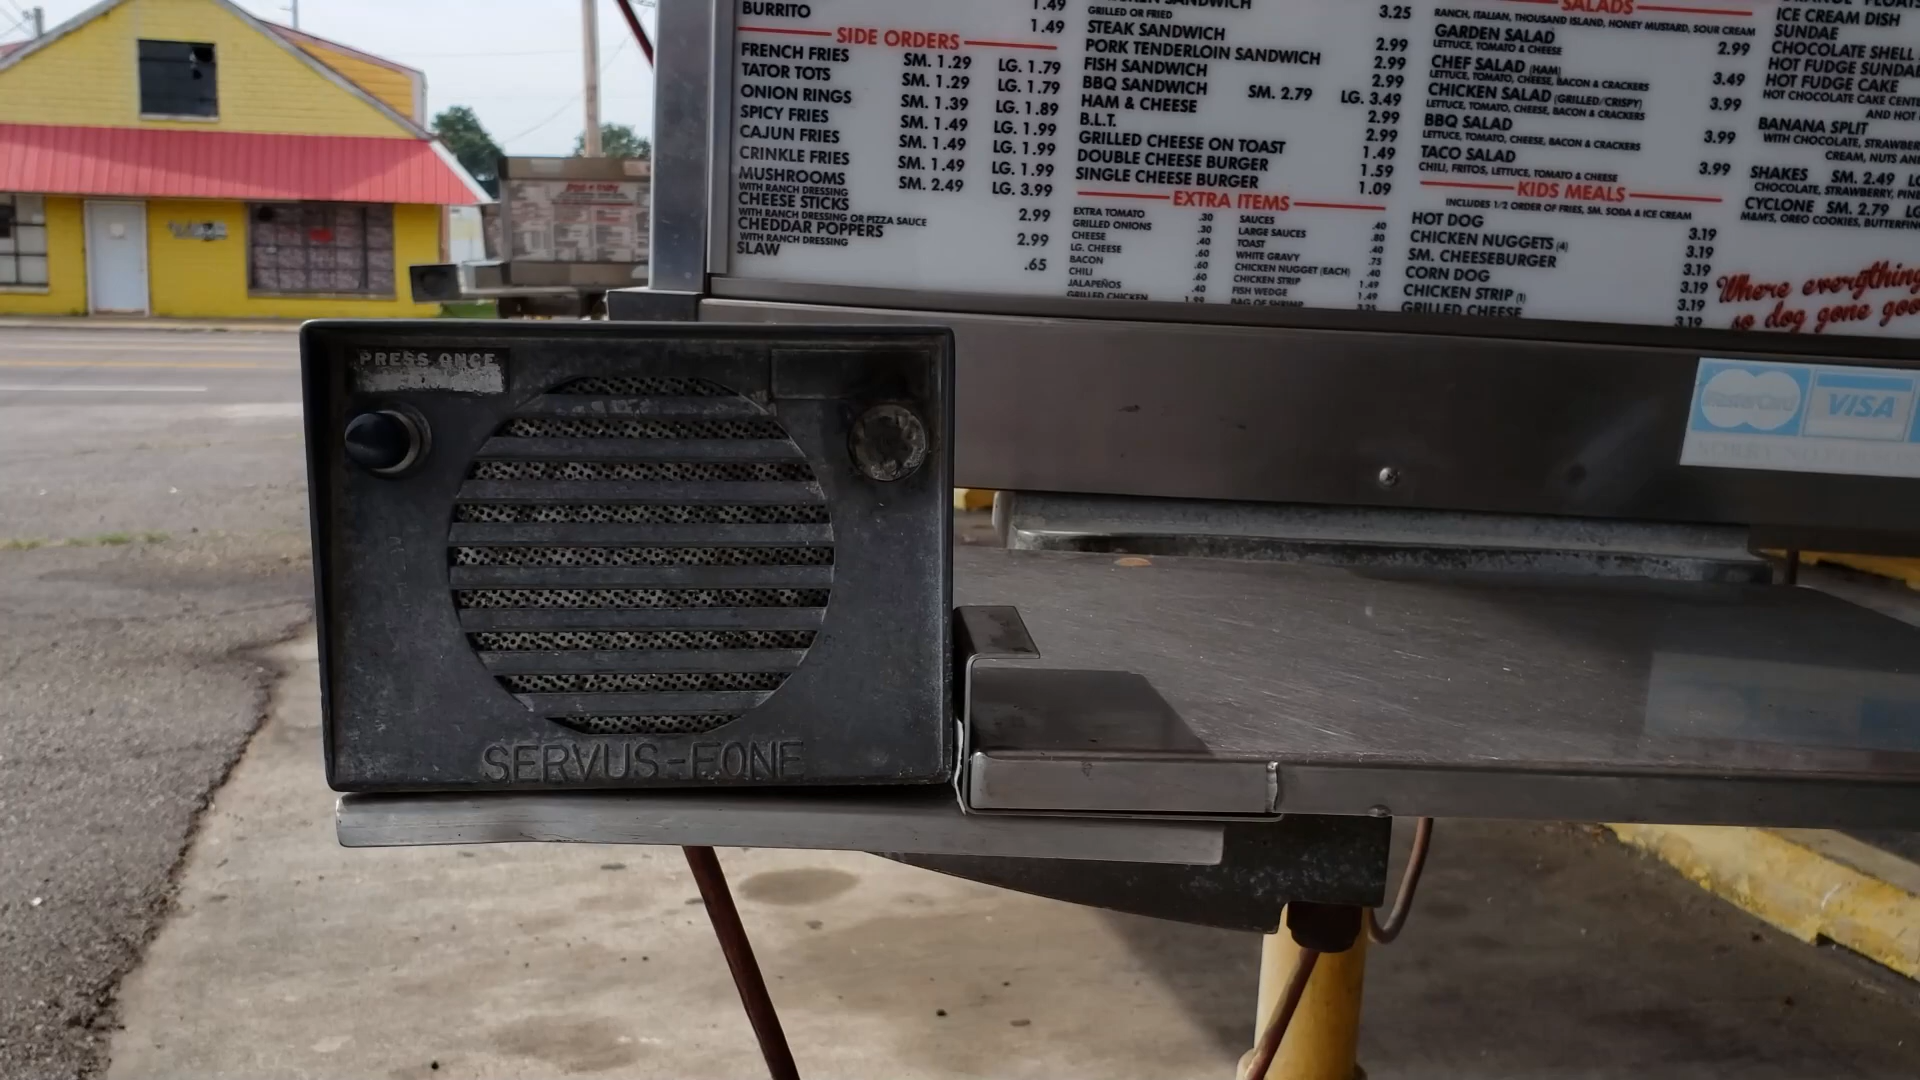 BURRITO 1.49
1.49
SIDE ORDERS
FRENCH FRIES SM. 1.29 LG. 1.79
TATOR TOTS SM. 1.29 LG. 1.79
ONION RINGS SM. 1.39 LG. 1.89
SPICY FRIES SM. 1.49 LG. 1.99
CAJUN FRIES SM. 1.49 LG. 1.99
CRINKLE FRIES SM. 1.49 LG. 1.99
MUSHROOMS SM. 2.49 LG. 3.99
WITH RANCH DRESSING
CHEESE STICKS 2.99
WITH RANCH DRESSING OR PIZZA SAUCE
CHEDDAR POPPERS 2.99
WITH RANCH DRESSING
SLAW .65
SANDWICH
GRILLED OR FRIED 3.25
STEAK SANDWICH 2.99
PORK TENDERLOIN SANDWICH 2.99
FISH SANDWICH 2.99
BBQ SANDWICH SM. 2.79 LG. 3.49
HAM & CHEESE 2.99
B.L.T. 2.99
GRILLED CHEESE ON TOAST 1.49
DOUBLE CHEESE BURGER 1.59
SINGLE CHEESE BURGER 1.09
EXTRA ITEMS
EXTRA TOMATO .30
GRILLED ONIONS .30
CHEESE .40
LG. CHEESE .60
BACON .60
CHILI .60
JALAPEÑOS .40
GRILLED CHICKEN 1.99
SAUCES .40
LARGE SAUCES .80
TOAST .40
WHITE GRAVY .75
CHICKEN NUGGET (EACH) .40
CHICKEN STRIP 1.49
FISH WEDGE 1.49
BAG OF SHRIMP 3.25
SALADS
RANCH, ITALIAN, THOUSAND ISLAND, HONEY MUSTARD, SOUR CREAM
GARDEN SALAD 2.99
LETTUCE, TOMATO & CHEESE
CHEF SALAD (HAM) 3.49
LETTUCE, TOMATO, CHEESE, BACON & CRACKERS
CHICKEN SALAD (GRILLED/CRISPY) 3.99
LETTUCE, TOMATO, CHEESE, BACON & CRACKERS
BBQ SALAD 3.99
LETTUCE, TOMATO, CHEESE, BACON & CRACKERS
TACO SALAD 3.99
CHILI, FRITOS, LETTUCE, TOMATO & CHEESE
KIDS MEALS
INCLUDES 1/2 ORDER OF FRIES, SM. SODA & ICE CREAM
HOT DOG 3.19
CHICKEN NUGGETS (4) 3.19
SM. CHEESEBURGER 3.19
CORN DOG 3.19
CHICKEN STRIP (1) 3.19
GRILLED CHEESE 3.19
ICE CREAM DISH
SUNDAE
CHOCOLATE SHELL
HOT FUDGE SUNDAE
HOT FUDGE CAKE
HOT CHOCOLATE CAKE
AND HOT
BANANA SPLIT
WITH CHOCOLATE,
CREAM, NUTS
SHAKES SM. 2.49
CHOCOLATE, STRAWBERRY,
CYCLONE SM. 2.79
M&M'S, OREO COOKIES,
Where everything
so dog gone
MasterCard VISA
PRESS ONCE
SERVUS-FONE